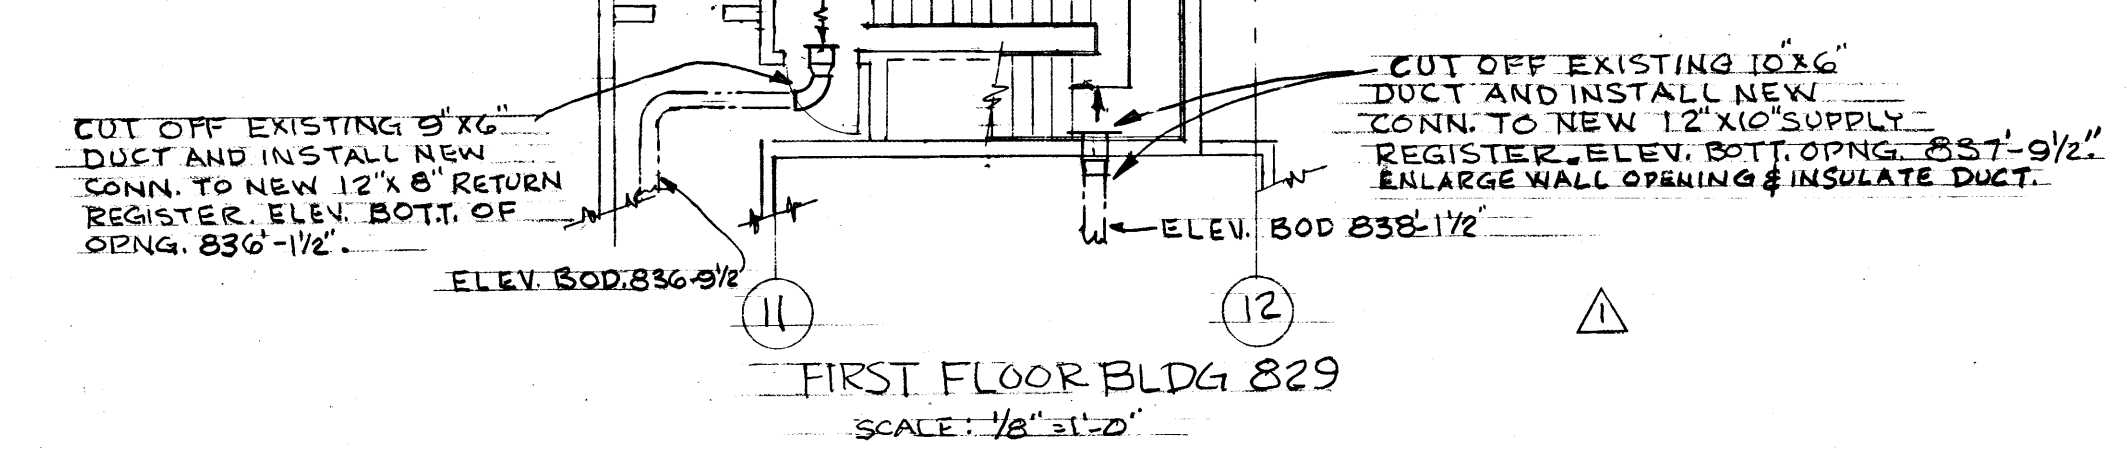 CUT OFF EXISTING 9"X6"
DUCT AND INSTALL NEW
CONN. TO NEW 12"X 8" RETURN
REGISTER. ELEV. BOTT. OF
OPNG. 836'-1½".
ELEV. BOD. 836-9½
CUT OFF EXISTING 10"X6"
DUCT AND INSTALL NEW
CONN. TO NEW 12"X10" SUPPLY
REGISTER. ELEV. BOTT. OPNG. 837'-9½".
ENLARGE WALL OPENING & INSULATE DUCT.
ELEV. BOD 838'-1½"
11
12
1
FIRST FLOOR BLDG 829
SCALE: 1/8"=1'-0"